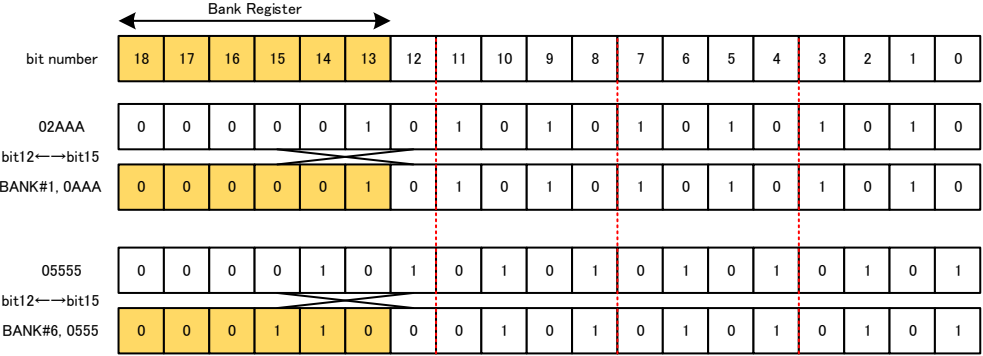 Bank Register
bit number 18 17 16 15 14 13 12 11 10 9 8 7 6 5 4 3 2 1 0
02AAA 0 0 0 0 0 1 0 1 0 1 0 1 0 1 0 1 0 1 0
bit12←→bit15
BANK#1, 0AAA 0 0 0 0 0 1 0 1 0 1 0 1 0 1 0 1 0 1 0
05555 0 0 0 0 1 0 1 0 1 0 1 0 1 0 1 0 1 0 1
bit12←→bit15
BANK#6, 0555 0 0 0 1 1 0 0 0 1 0 1 0 1 0 1 0 1 0 1